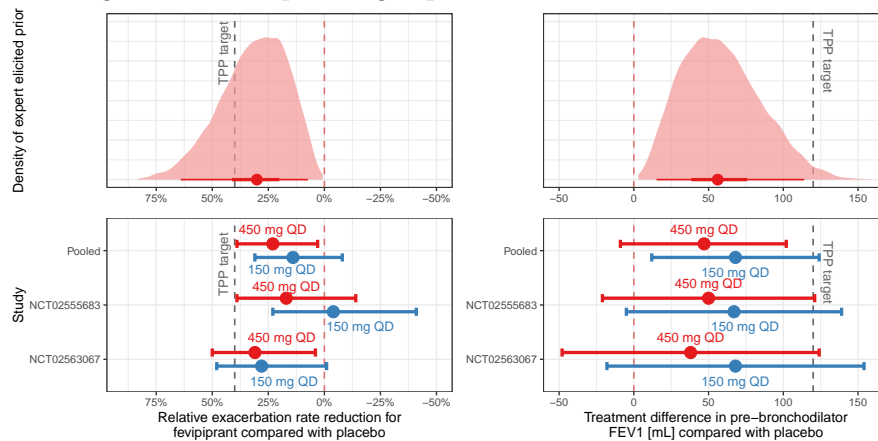 Density of expert elicited prior
TPP target
75%
50%
25%
0%
−25%
−50%
TPP target
−50
0
50
100
150
Study
Pooled
NCT02555683
NCT02563067
TPP target
450 mg QD
150 mg QD
450 mg QD
150 mg QD
450 mg QD
150 mg QD
75%
50%
25%
0%
−25%
−50%
Relative exacerbation rate reduction for
fevipiprant compared with placebo
Pooled
NCT02555683
NCT02563067
TPP target
450 mg QD
150 mg QD
450 mg QD
150 mg QD
450 mg QD
150 mg QD
−50
0
50
100
150
Treatment difference in pre−bronchodilator
FEV1 [mL] compared with placebo